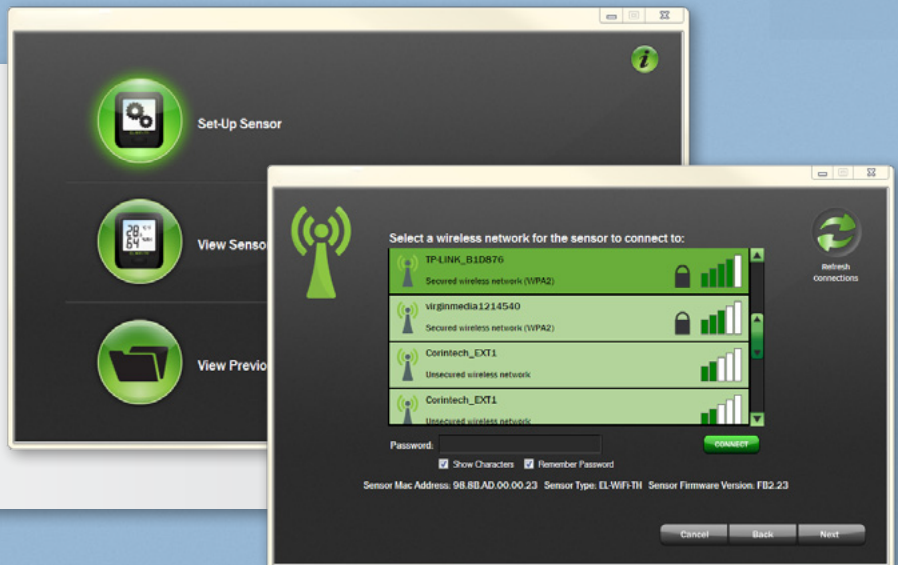 i
Set-Up Sensor
View Senso
View Previo
Select a wireless network for the sensor to connect to:
Refresh
connections
TP-LINK_B1D876
Secured wireless network (WPA2)
virginmedia1214540
Secured wireless network (WPA2)
Corintech_EXT1
Unsecured wireless network
Corintech_EXT1
Unsecured wireless network
Password:
CONNECT
Show Characters Remember Password
Sensor Mac Address: 98.8B.AD.00.00.23 Sensor Type: EL-WiFi-TH Sensor Firmware Version: FB2.23
Cancel Back Next